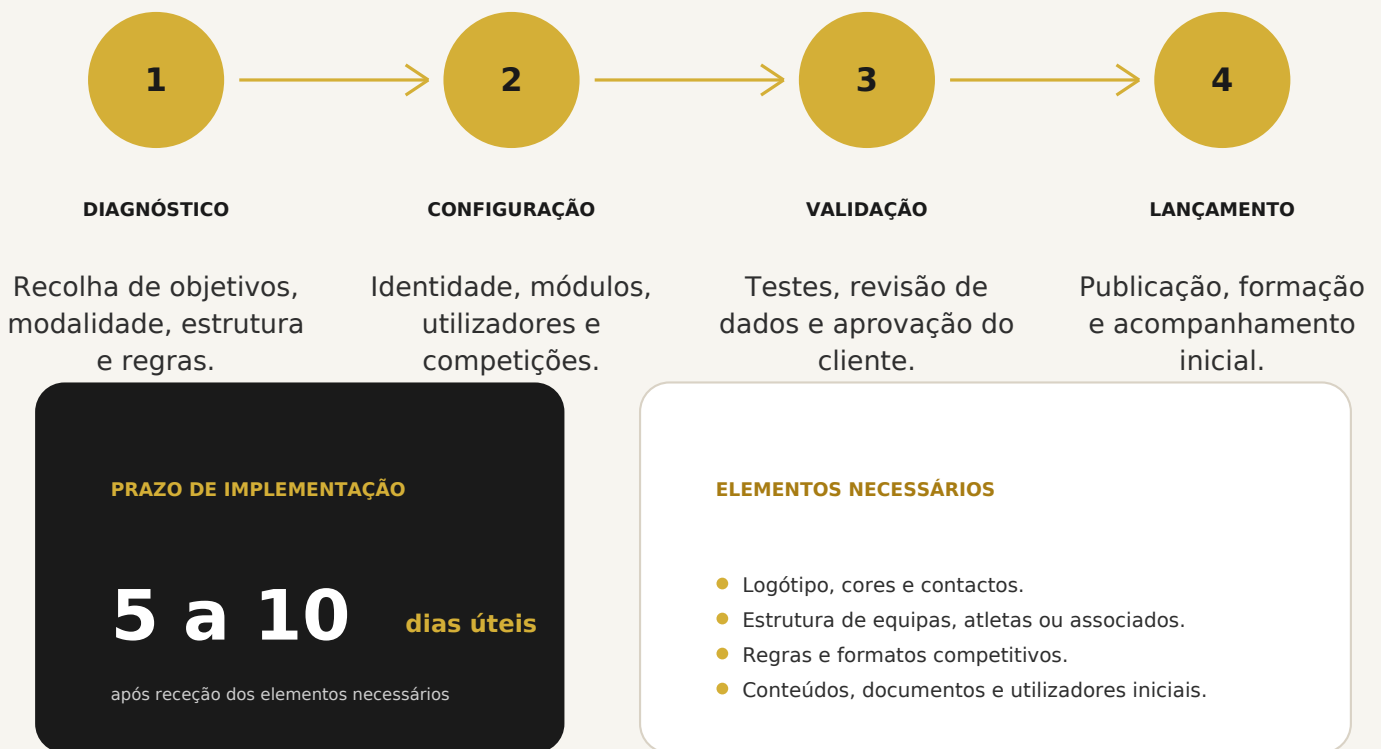 1
2
3
4
DIAGNÓSTICO
CONFIGURAÇÃO
VALIDAÇÃO
LANÇAMENTO
Recolha de objetivos,
modalidade, estrutura
e regras.
Identidade, módulos,
utilizadores e
competições.
Testes, revisão de
dados e aprovação do
cliente.
Publicação, formação
e acompanhamento
inicial.
PRAZO DE IMPLEMENTAÇÃO
5 a 10 dias úteis
após receção dos elementos necessários
ELEMENTOS NECESSÁRIOS
Logótipo, cores e contactos.
Estrutura de equipas, atletas ou associados.
Regras e formatos competitivos.
Conteúdos, documentos e utilizadores iniciais.